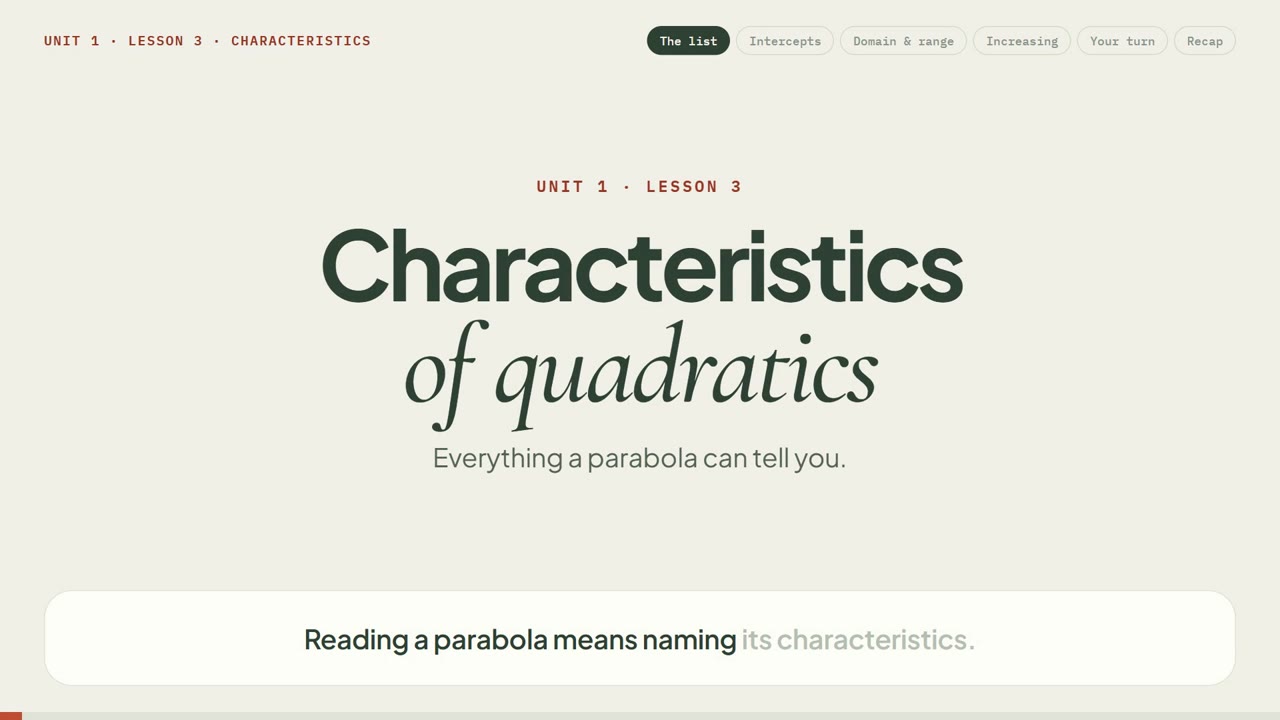 UNIT 1 · LESSON 3 · CHARACTERISTICS
The list
Intercepts
Domain & range
Increasing
Your turn
Recap
UNIT 1 · LESSON 3
Characteristics
of quadratics
Everything a parabola can tell you.
Reading a parabola means naming its characteristics.